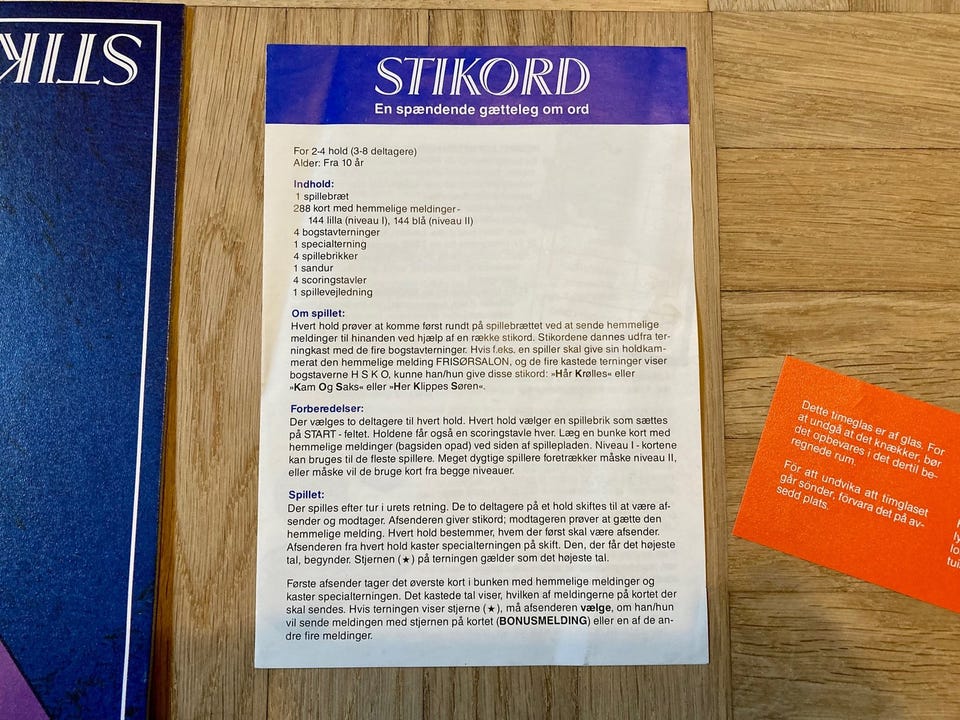 STIKORD
En spændende gætteleg om ord
For 2-4 hold (3-8 deltagere)
Alder: Fra 10 år
Indhold:
1 spillebræt
288 kort med hemmelige meldinger-
144 lilla (niveau I), 144 blå (niveau II)
4 bogstavterninger
1 specialterning
4 spillebrikker
1 sandur
4 scoringstavler
1 spillevejledning
Om spillet:
Hvert hold prøver at komme først rundt på spillebrættet ved at sende hemmelige
meldinger til hinanden ved hjælp af en række stikord. Stikordene dannes udfra ter-
ningkast med de fire bogstavterninger. Hvis f.eks. en spiller skal give sin holdkam-
merat den hemmelige melding FRISØRSALON, og de fire kastede terninger viser
bogstaverne H S K O, kunne han/hun give disse stikord: »Hår Krølles« eller
»Kam Og Saks« eller »Her Klippes Søren«.
Forberedelser:
Der vælges to deltagere til hvert hold. Hvert hold vælger en spillebrik som sættes
på START - feltet. Holdene får også en scoringstavle hver. Læg en bunke kort med
hemmelige meldinger (bagsiden opad) ved siden af spillepladen. Niveau I - kortene
kan bruges til de fleste spillere. Meget dygtige spillere foretrækker måske niveau II,
eller måske vil de bruge kort fra begge niveauer.
Spillet:
Der spilles efter tur i urets retning. De to deltagere på et hold skiftes til at være af-
sender og modtager. Afsenderen giver stikord; modtageren prøver at gætte den
hemmelige melding. Hvert hold bestemmer, hvem der først skal være afsender.
Afsenderen fra hvert hold kaster specialterningen på skift. Den, der får det højeste
tal, begynder. Stjernen (★) på terningen gælder som det højeste tal.
Første afsender tager det øverste kort i bunken med hemmelige meldinger og
kaster specialterningen. Det kastede tal viser, hvilken af meldingerne på kortet der
skal sendes. Hvis terningen viser stjerne (★), må afsenderen vælge, om han/hun
vil sende meldingen med stjernen på kortet (BONUSMELDING) eller en af de an-
dre fire meldinger.
STIK
Dette timeglas er af glas. For
at undgå at det knækker, bør
det opbevares i det dertil be-
regnede rum.
För att undvika att timglaset
går sönder, förvara det på av-
sedd plats.